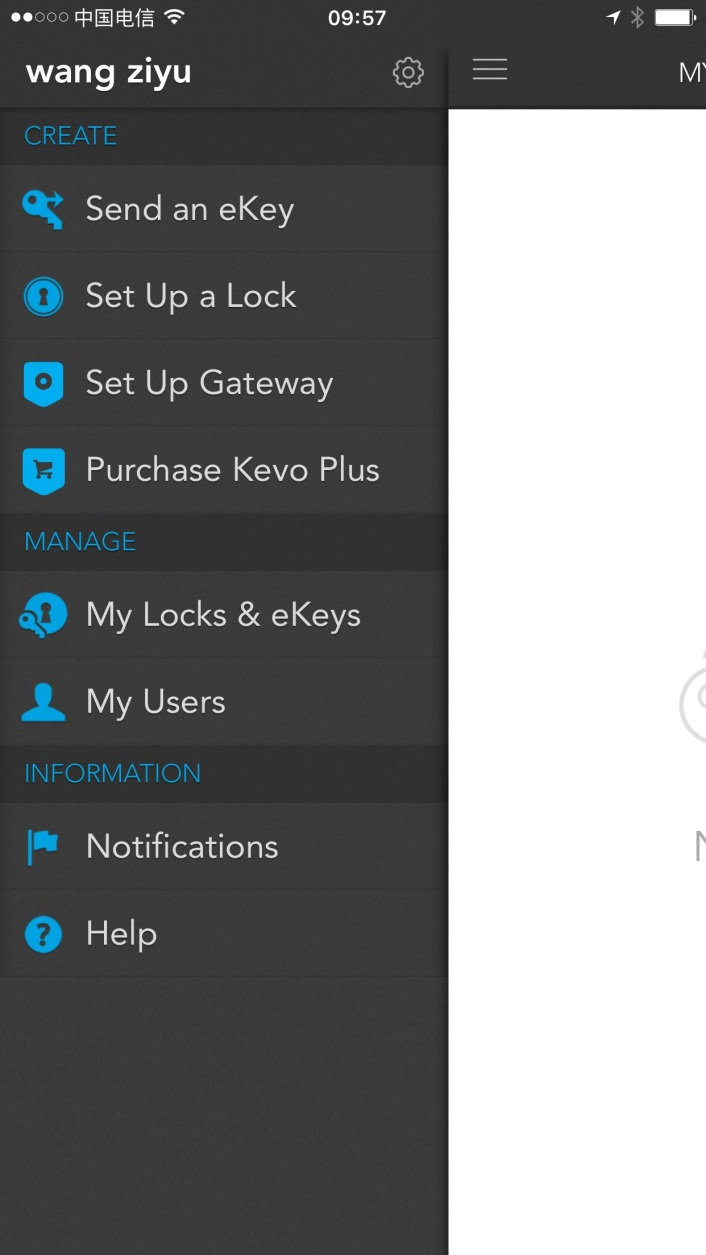 中国电信 09:57
wang ziyu
MY
CREATE
Send an eKey
Set Up a Lock
Set Up Gateway
Purchase Kevo Plus
MANAGE
My Locks & eKeys
My Users
INFORMATION
Notifications
N
Help